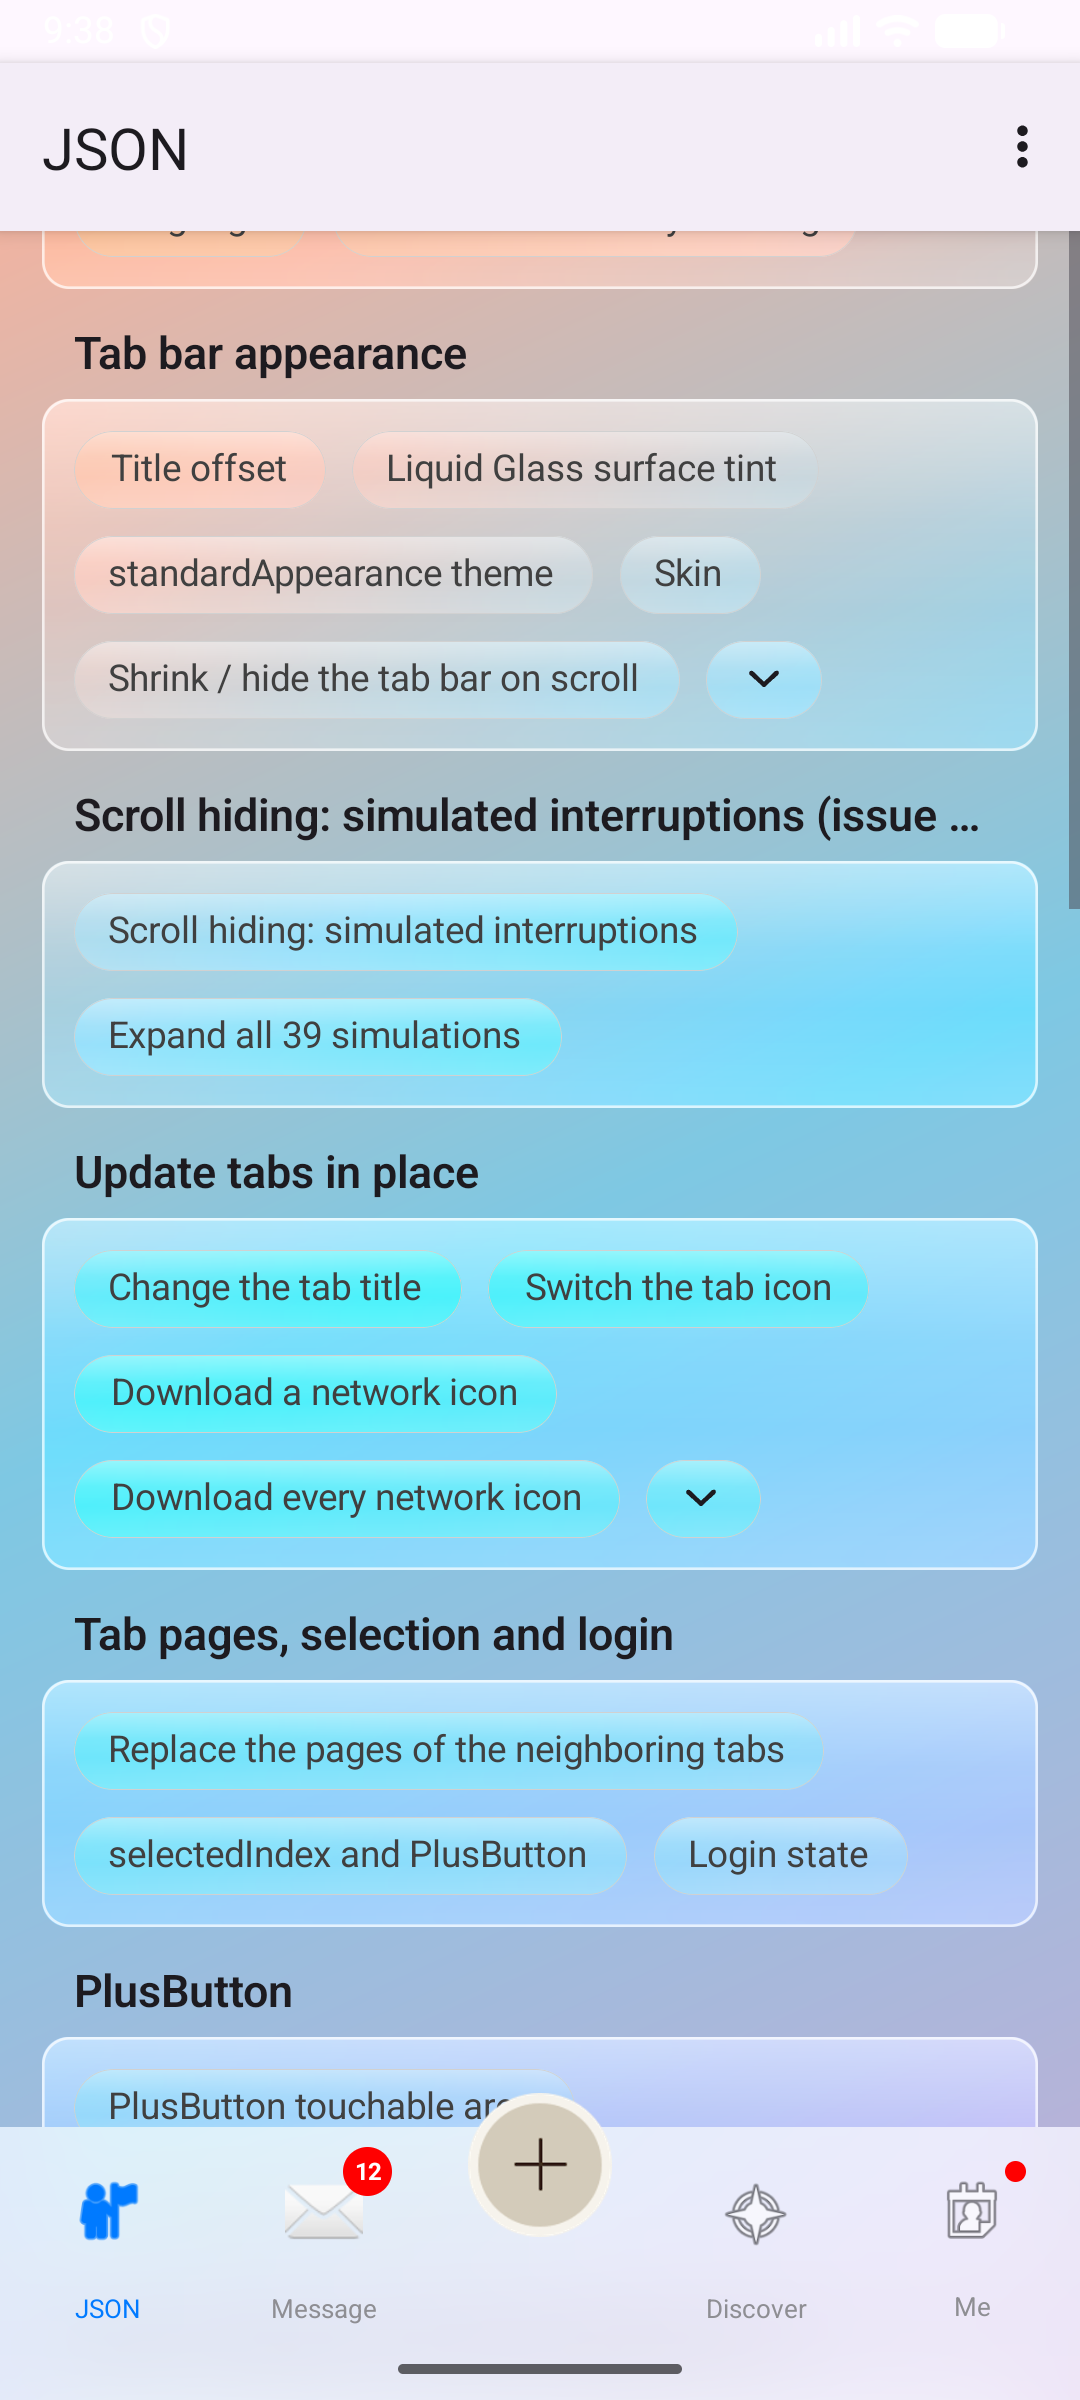 9:38
JSON
Tab bar appearance
Title offset
Liquid Glass surface tint
standardAppearance theme
Skin
Shrink / hide the tab bar on scroll
Scroll hiding: simulated interruptions (issue ...
Scroll hiding: simulated interruptions
Expand all 39 simulations
Update tabs in place
Change the tab title
Switch the tab icon
Download a network icon
Download every network icon
Tab pages, selection and login
Replace the pages of the neighboring tabs
selectedIndex and PlusButton
Login state
PlusButton
PlusButton touchable
12
JSON
Message
Discover
Me